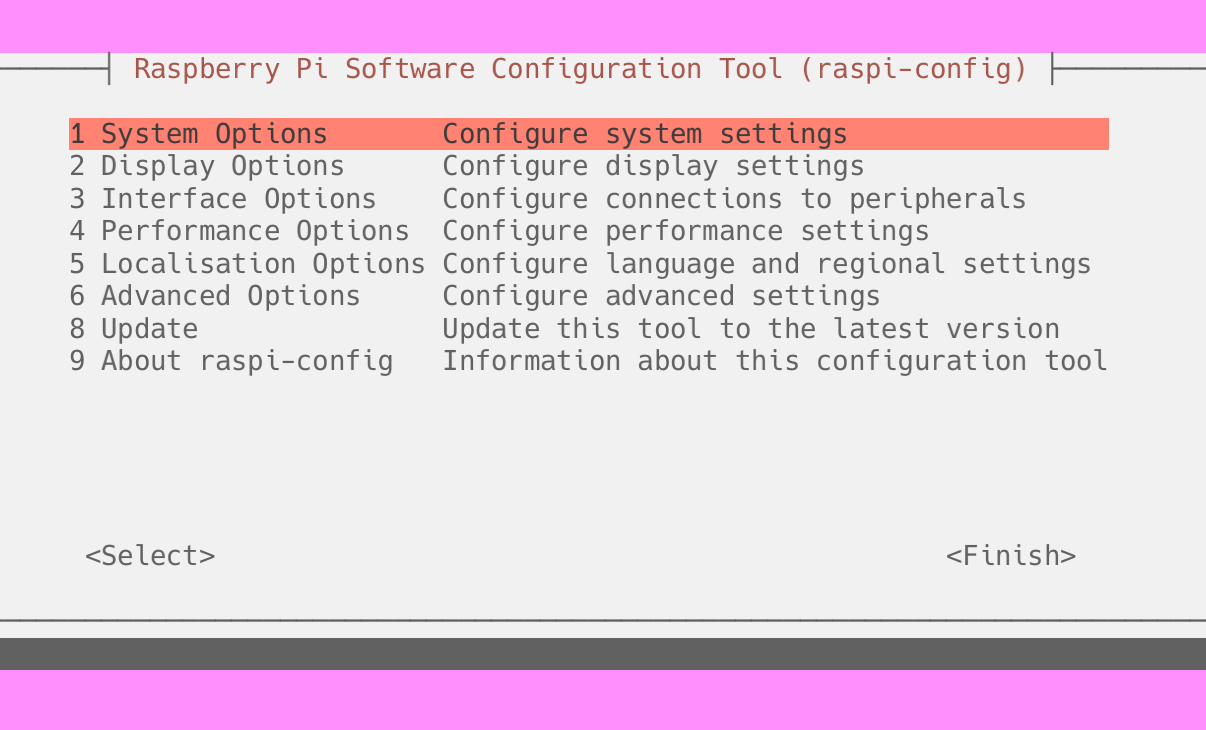 Raspberry Pi Software Configuration Tool (raspi-config)
1 System Options       Configure system settings
2 Display Options      Configure display settings
3 Interface Options    Configure connections to peripherals
4 Performance Options  Configure performance settings
5 Localisation Options Configure language and regional settings
6 Advanced Options     Configure advanced settings
8 Update               Update this tool to the latest version
9 About raspi-config   Information about this configuration tool
<Select>                                             <Finish>